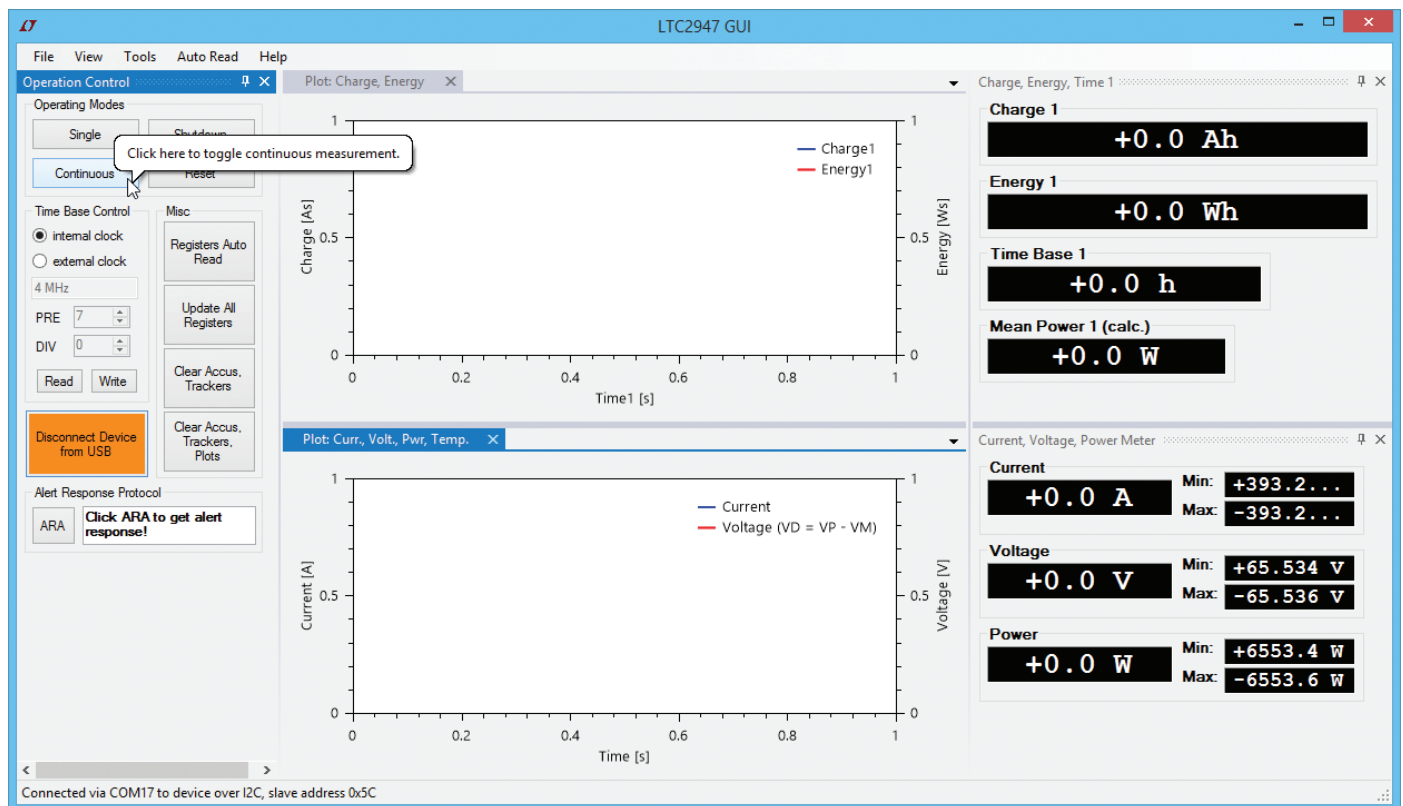 LTC2947 GUI
File View Tools Auto Read Help
Operation Control
Operating Modes
Single
Shutdown
Click here to toggle continuous measurement.
Continuous
Reset
Time Base Control
internal clock
external clock
4 MHz
PRE 7
DIV 0
Read Write
Misc
Registers Auto
Read
Update All
Registers
Clear Accus,
Trackers
Clear Accus,
Trackers,
Plots
Disconnect Device
from USB
Alert Response Protocol
ARA
Click ARA to get alert
response!
Plot: Charge, Energy
Charge [As]
1
0.5
0
Charge1
Energy1
1
0.5
0
Energy [Ws]
0 0.2 0.4 0.6 0.8 1
Time1 [s]
Plot: Curr., Volt., Pwr, Temp.
Current [A]
1
0.5
0
Current
Voltage (VD = VP - VM)
1
0.5
0
Voltage [V]
0 0.2 0.4 0.6 0.8 1
Time [s]
Charge, Energy, Time 1
Charge 1
+0.0 Ah
Energy 1
+0.0 Wh
Time Base 1
+0.0 h
Mean Power 1 (calc.)
+0.0 W
Current, Voltage, Power Meter
Current
+0.0 A
Min: +393.2...
Max: -393.2...
Voltage
+0.0 V
Min: +65.534 V
Max: -65.536 V
Power
+0.0 W
Min: +6553.4 W
Max: -6553.6 W
Connected via COM17 to device over I2C, slave address 0x5C